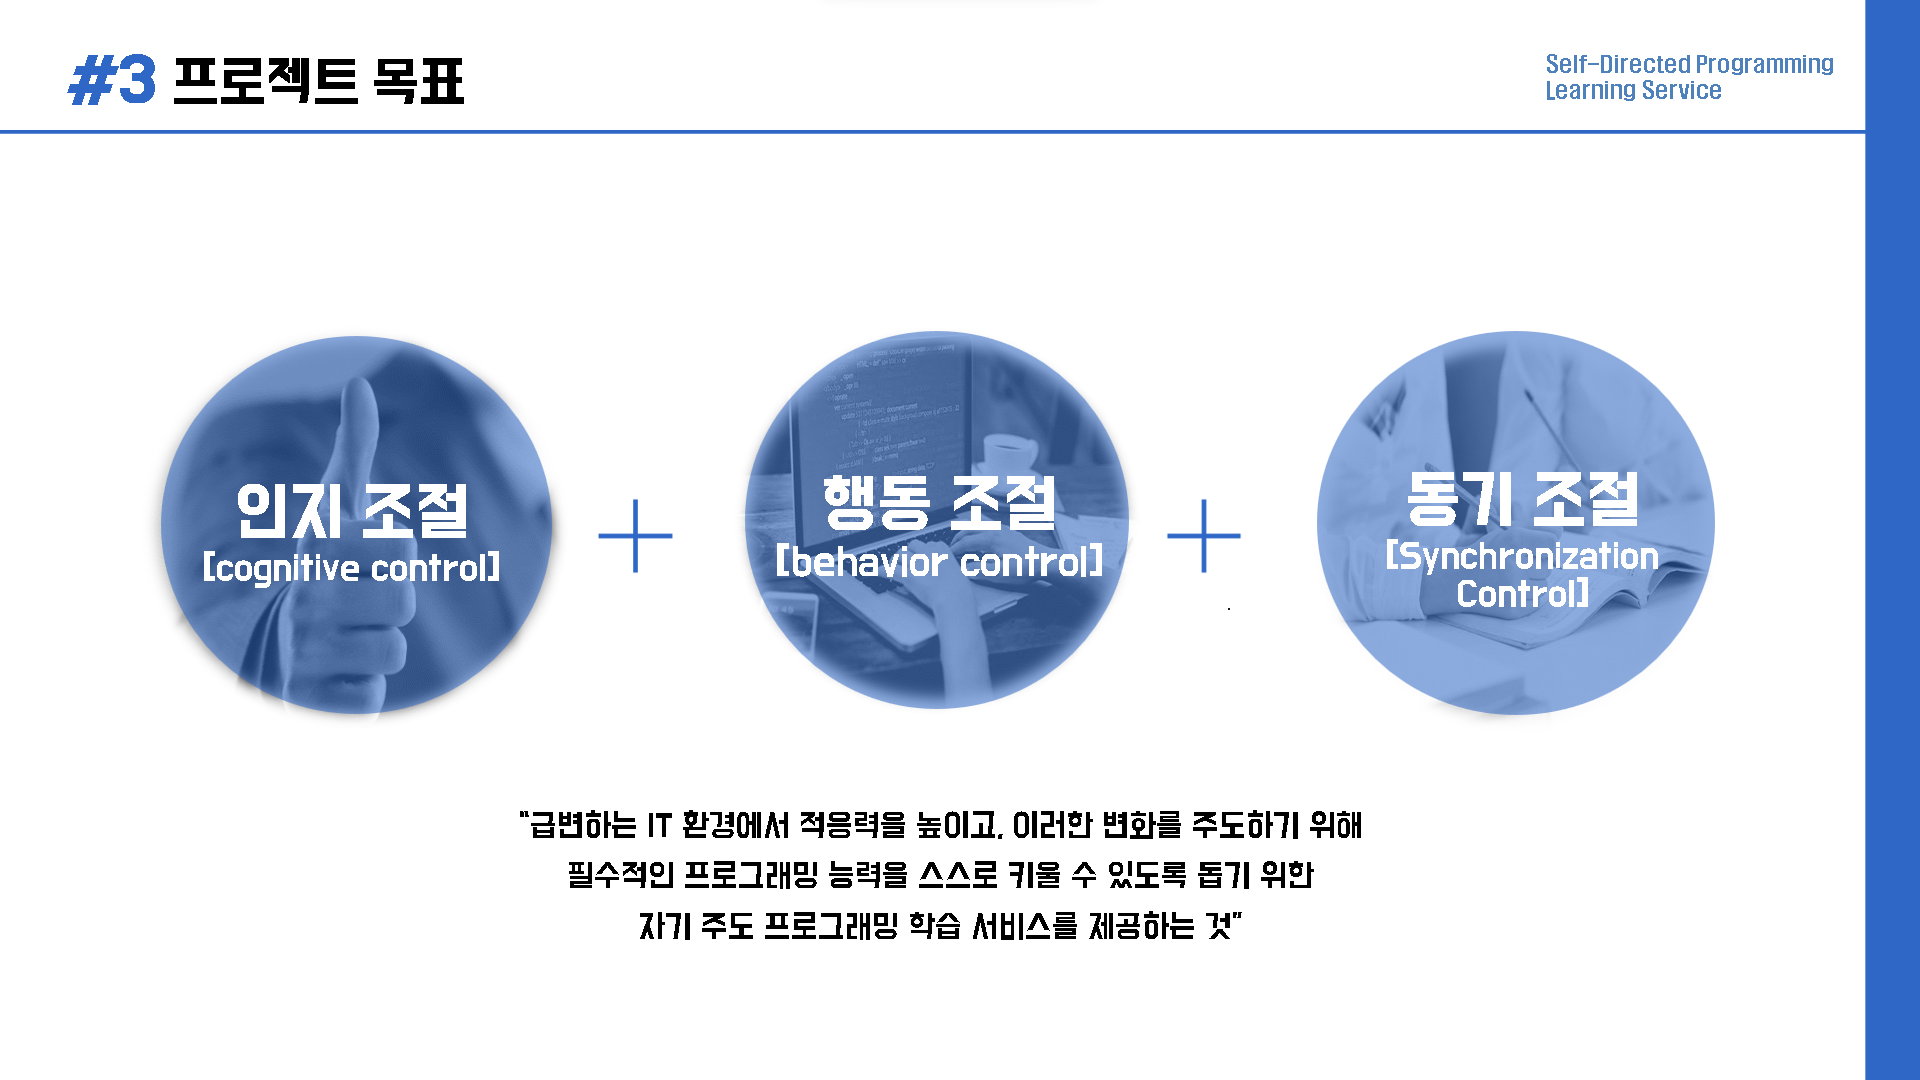 #3 프로젝트 목표
Self-Directed Programming
Learning Service
인지 조절
[cognitive control]
행동 조절
[behavior control]
동기 조절
[Synchronization
Control]
"급변하는 IT 환경에서 적응력을 높이고, 이러한 변화를 주도하기 위해
필수적인 프로그래밍 능력을 스스로 키울 수 있도록 돕기 위한
자기 주도 프로그래밍 학습 서비스를 제공하는 것"